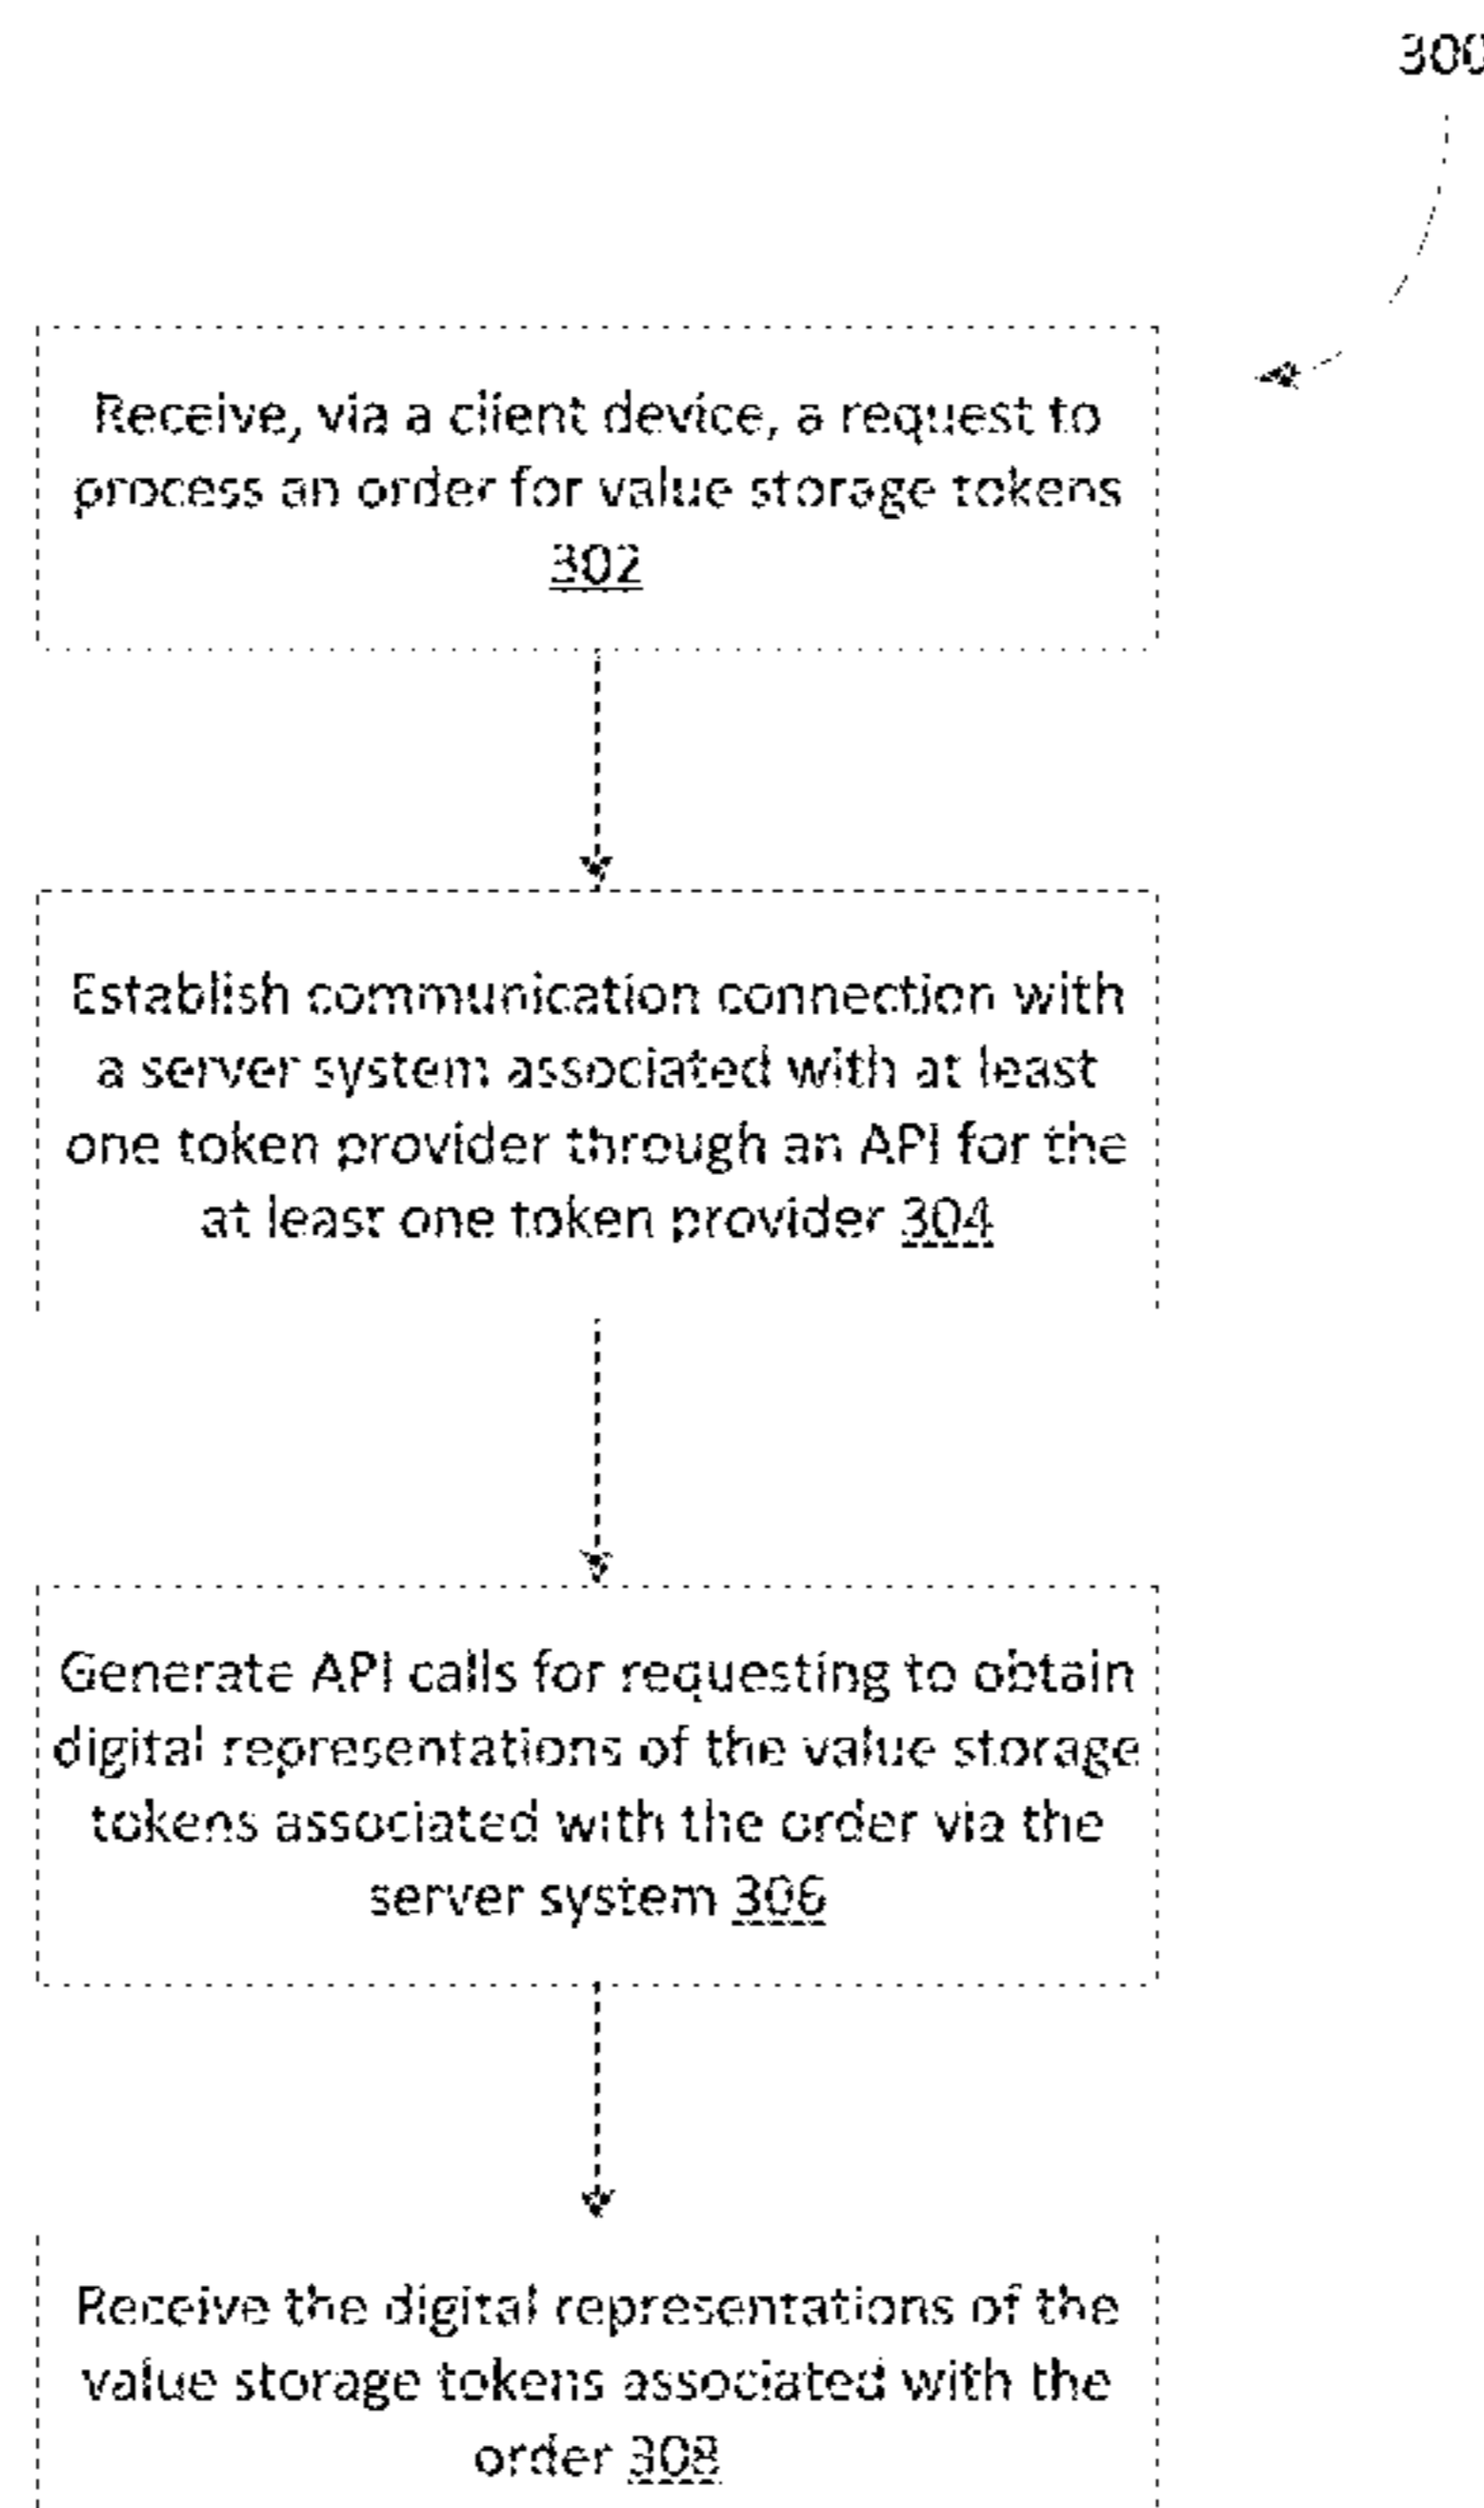 300
Receive, via a client device, a request to
process an order for value storage tokens
302
Establish communication connection with
a server system associated with at least
one token provider through an API for the
at least one token provider 304
Generate API calls for requesting to obtain
digital representations of the value storage
tokens associated with the order via the
server system 306
Receive the digital representations of the
value storage tokens associated with the
order 308